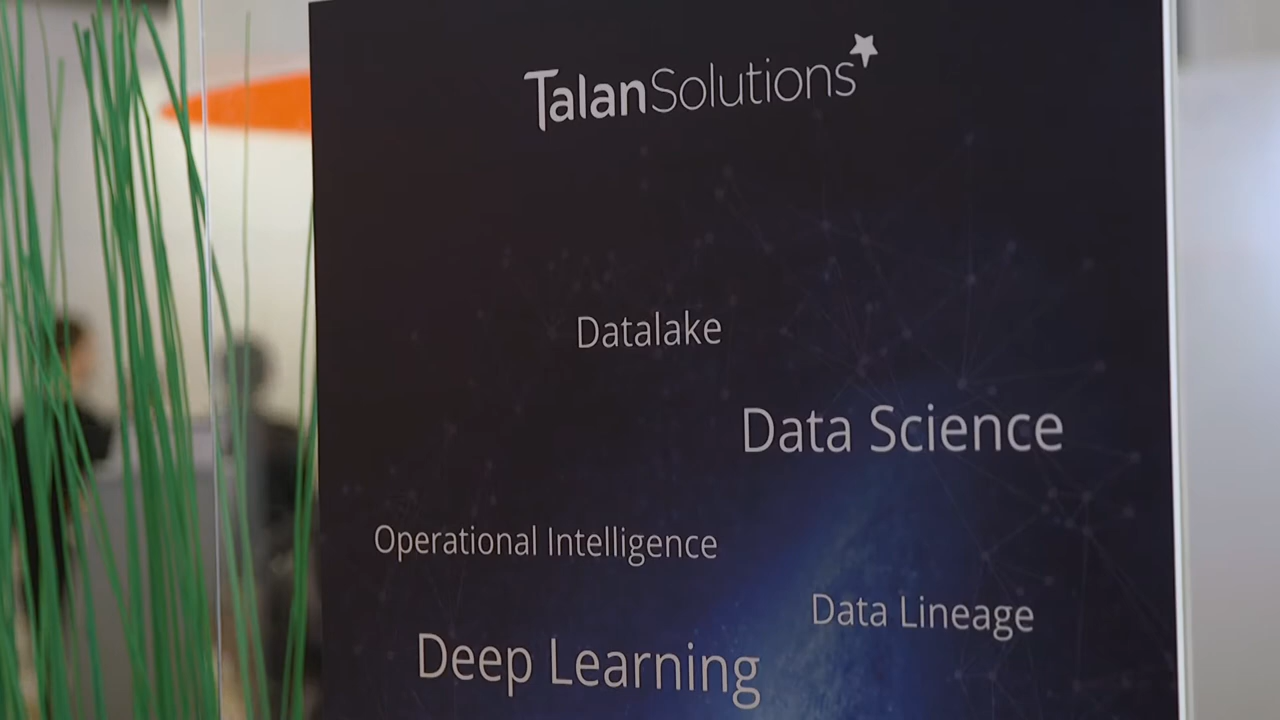 TalanSolutions
Datalake
Data Science
Operational Intelligence
Data Lineage
Deep Learning